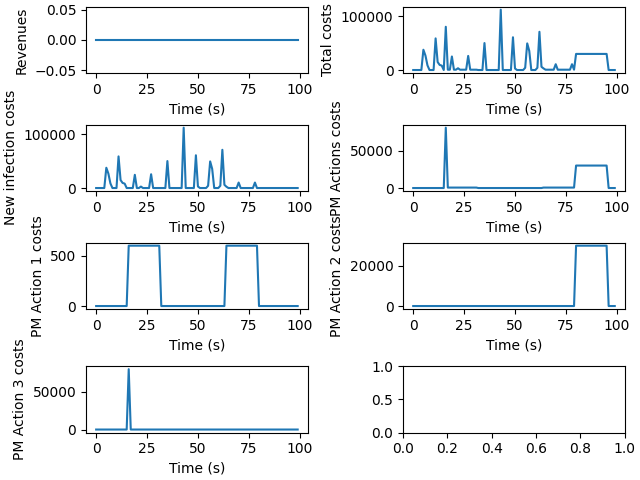 Revenues
0.05
0.00
−0.05
0 25 50 75 100
Time (s)
Total costs
100000
0
0 25 50 75 100
Time (s)
New infection costs
100000
0
0 25 50 75 100
Time (s)
PM Actions costs
50000
0
0 25 50 75 100
Time (s)
PM Action 1 costs
500
0
0 25 50 75 100
Time (s)
PM Action 2 costs
20000
0
0 25 50 75 100
Time (s)
PM Action 3 costs
50000
0
0 25 50 75 100
Time (s)
1.0
0.5
0.0
0.0 0.2 0.4 0.6 0.8 1.0